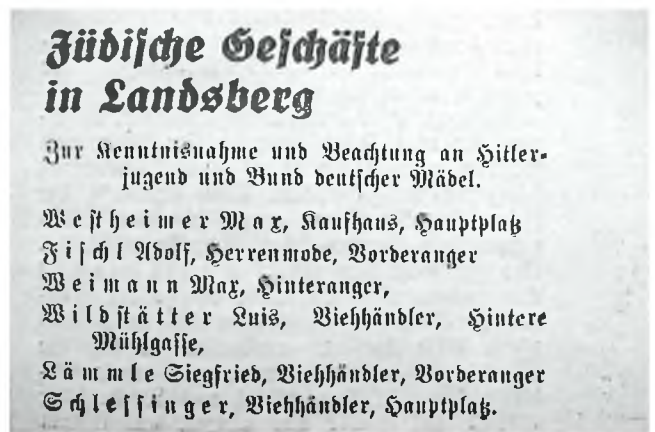 Jüdische Geschäfte
in Landsberg
Zur Kenntnisnahme und Beachtung an Hitler-
jugend und Bund deutscher Mädel.
Westheimer Max, Kaufhaus, Hauptplatz
Fischl Adolf, Herrenmode, Vorderanger
Weimann Max, Hinteranger,
Wildstätter Luis, Viehhändler, Hintere
Mühlgasse,
Lämmle Siegfried, Viehhändler, Vorderanger
Schlessinger, Viehhändler, Hauptplatz.